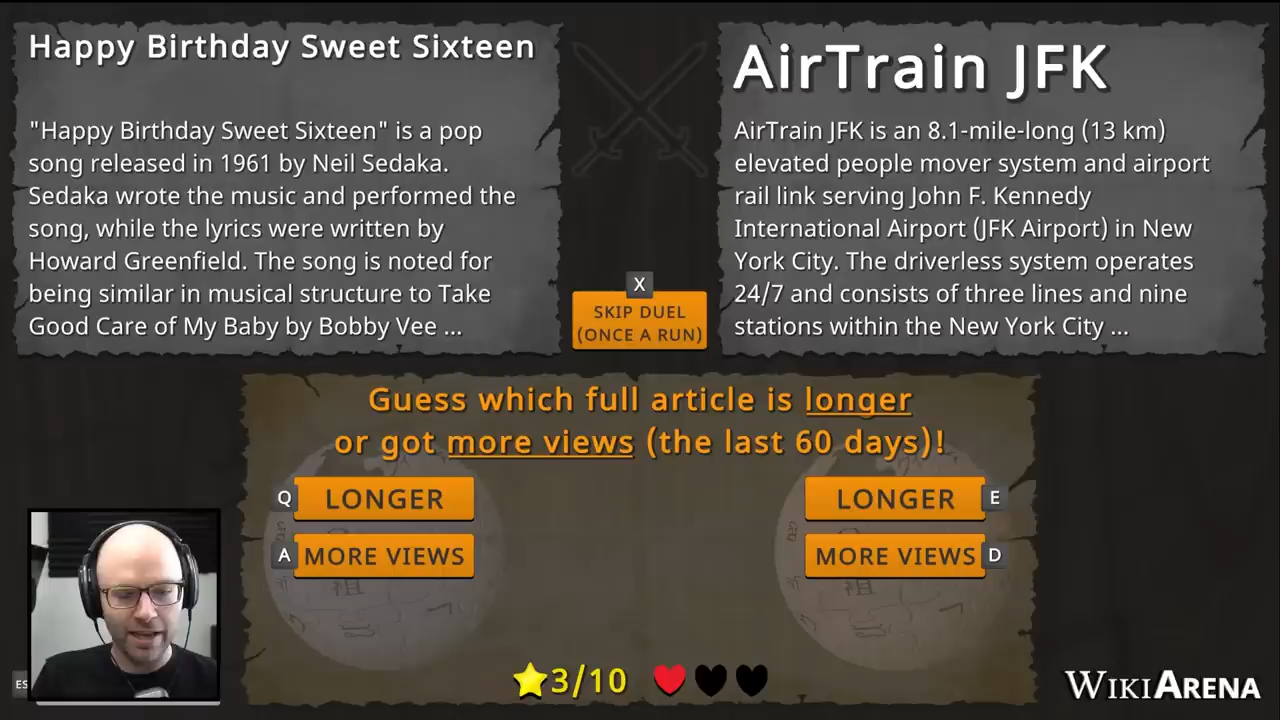 Happy Birthday Sweet Sixteen
"Happy Birthday Sweet Sixteen" is a pop
song released in 1961 by Neil Sedaka.
Sedaka wrote the music and performed the
song, while the lyrics were written by
Howard Greenfield. The song is noted for
being similar in musical structure to Take
Good Care of My Baby by Bobby Vee ...
X
SKIP DUEL
(ONCE A RUN)
AirTrain JFK
AirTrain JFK is an 8.1-mile-long (13 km)
elevated people mover system and airport
rail link serving John F. Kennedy
International Airport (JFK Airport) in New
York City. The driverless system operates
24/7 and consists of three lines and nine
stations within the New York City ...
Guess which full article is longer
or got more views (the last 60 days)!
Q LONGER
LONGER E
A MORE VIEWS
MORE VIEWS D
ES
3/10
WIKIARENA